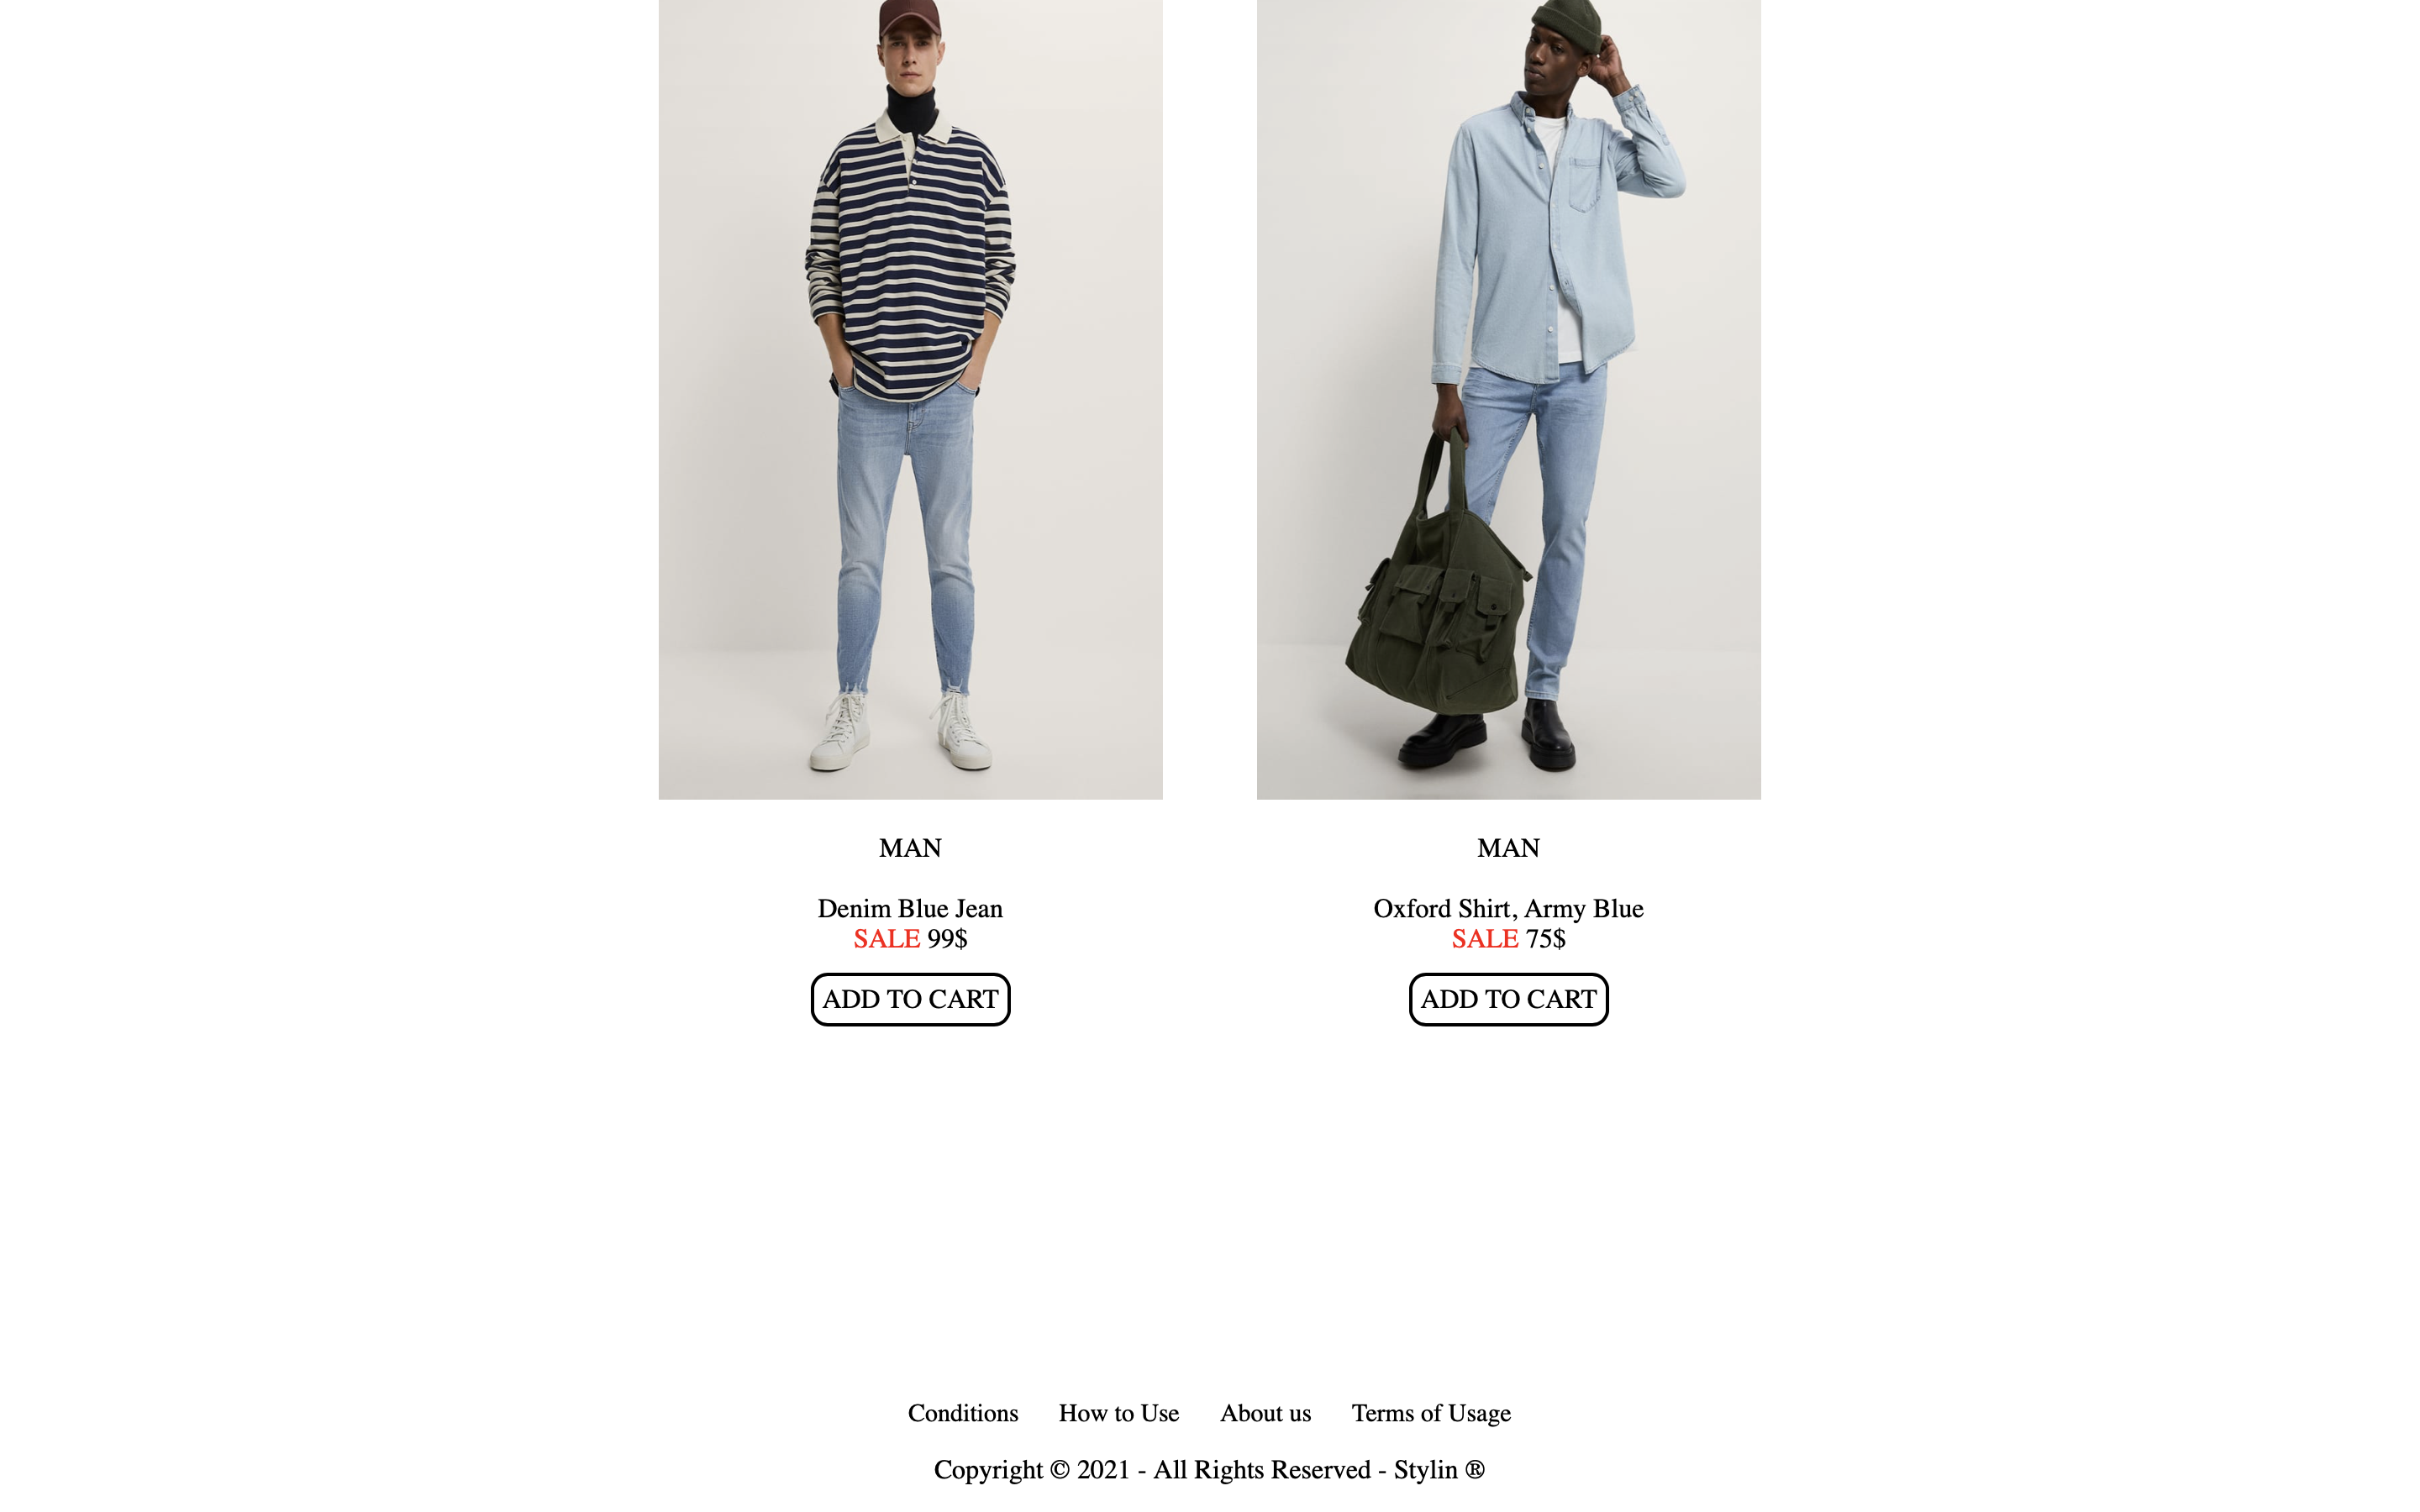 MAN
Denim Blue Jean
SALE 99$
ADD TO CART
MAN
Oxford Shirt, Army Blue
SALE 75$
ADD TO CART
Conditions How to Use About us Terms of Usage
Copyright © 2021 - All Rights Reserved - Stylin ®